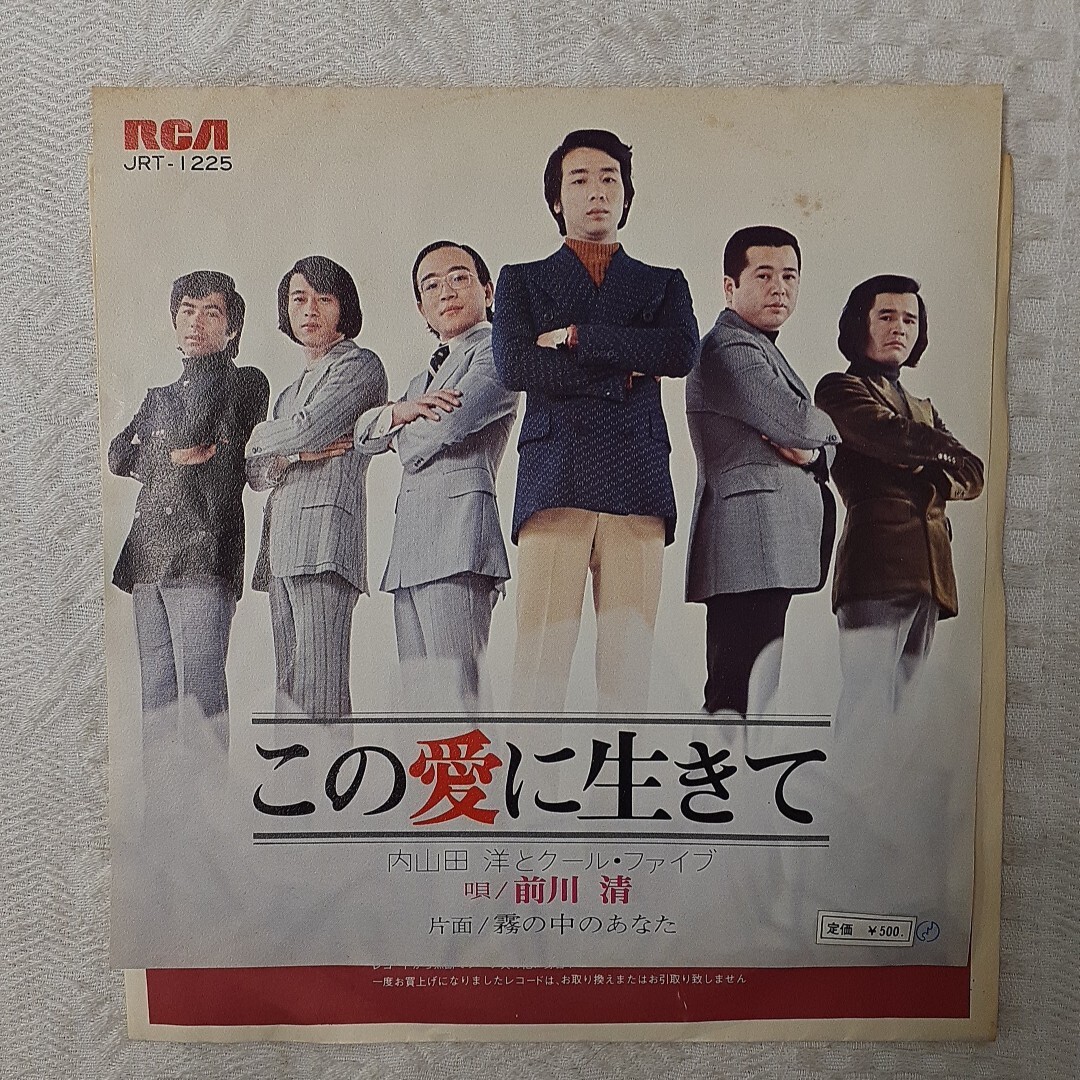 RCA
JRT-1225
この愛に生きて
内山田 洋とクール・ファイブ
唄/前川 清
片面/霧の中のあなた
定価 ¥500.
一度お買上げになりましたレコードは、お取り換えまたはお引取り致しません